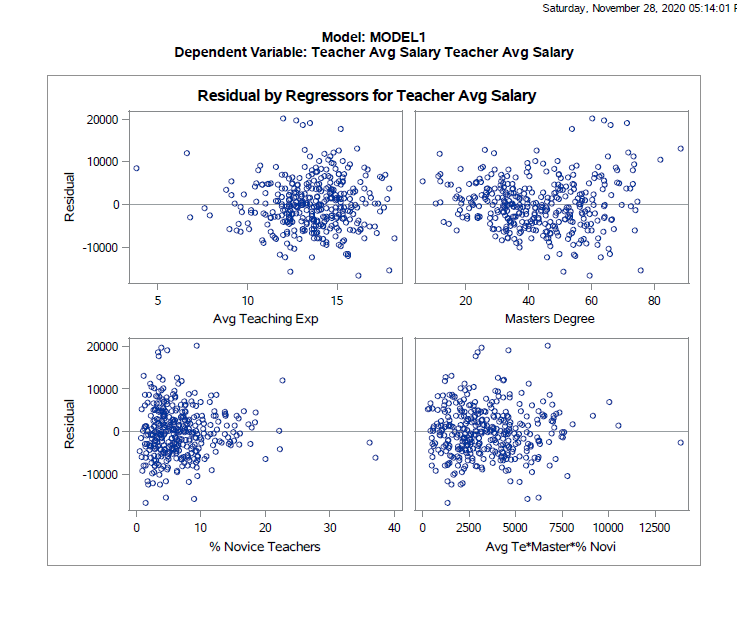 Saturday, November 28, 2020 05:14:01
Model: MODEL1
Dependent Variable: Teacher Avg Salary Teacher Avg Salary
Residual by Regressors for Teacher Avg Salary
20000
10000
0
-10000
Residual
5 10 15
Avg Teaching Exp
20 40 60 80
Masters Degree
20000
10000
0
-10000
Residual
0 10 20 30 40
% Novice Teachers
0 2500 5000 7500 10000 12500
Avg Te*Master*% Novi